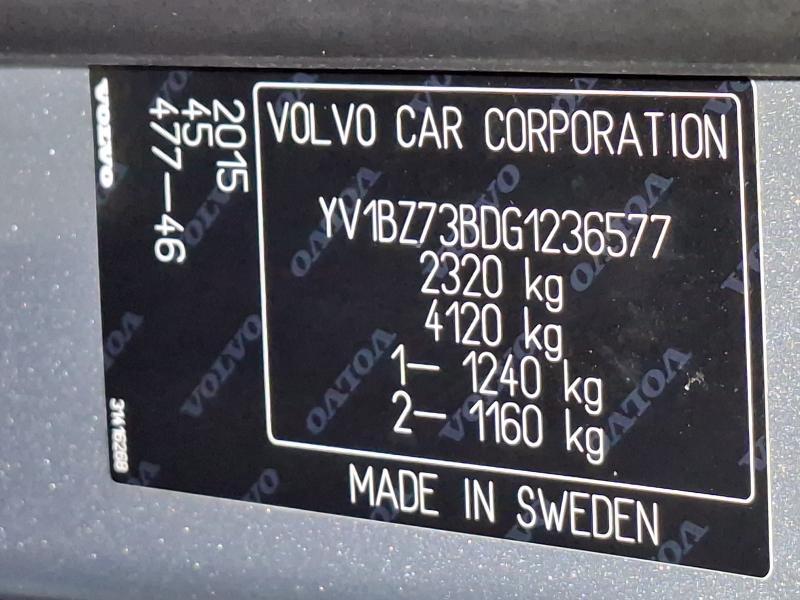 VOLVO CAR CORPORATION
YV1BZ73BDG1236577
2320 kg
4120 kg
1– 1240 kg
2– 1160 kg
MADE IN SWEDEN
2015
45
477–46
VOLVO